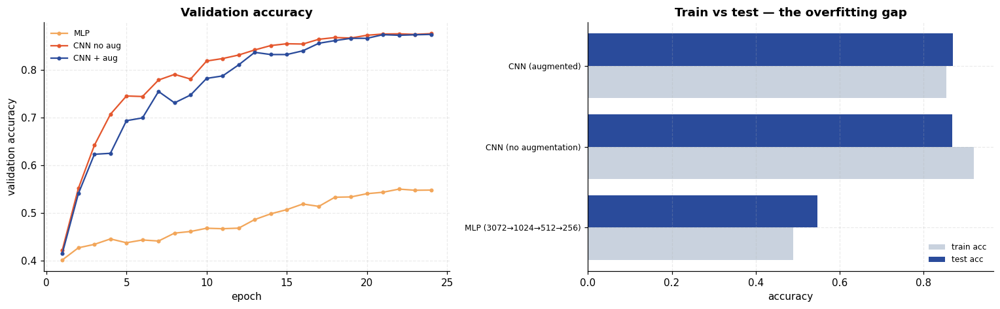 Validation accuracy
MLP
CNN no aug
CNN + aug
validation accuracy
0.8
0.7
0.6
0.5
0.4
0
5
10
15
20
25
epoch
Train vs test — the overfitting gap
CNN (augmented)
CNN (no augmentation)
MLP (3072→1024→512→256)
train acc
test acc
0.0
0.2
0.4
0.6
0.8
accuracy